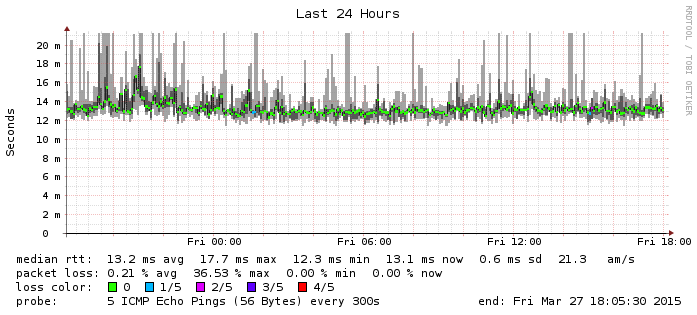 Last 24 Hours
RRDTOOL / TOBI OETIKER
Seconds
20 m
18 m
16 m
14 m
12 m
10 m
8 m
6 m
4 m
2 m
0
Fri 00:00 Fri 06:00 Fri 12:00 Fri 18:00
median rtt: 13.2 ms avg 17.7 ms max 12.3 ms min 13.1 ms now 0.6 ms sd 21.3 am/s
packet loss: 0.21 % avg 36.53 % max 0.00 % min 0.00 % now
loss color: 0 1/5 2/5 3/5 4/5
probe: 5 ICMP Echo Pings (56 Bytes) every 300s end: Fri Mar 27 18:05:30 2015